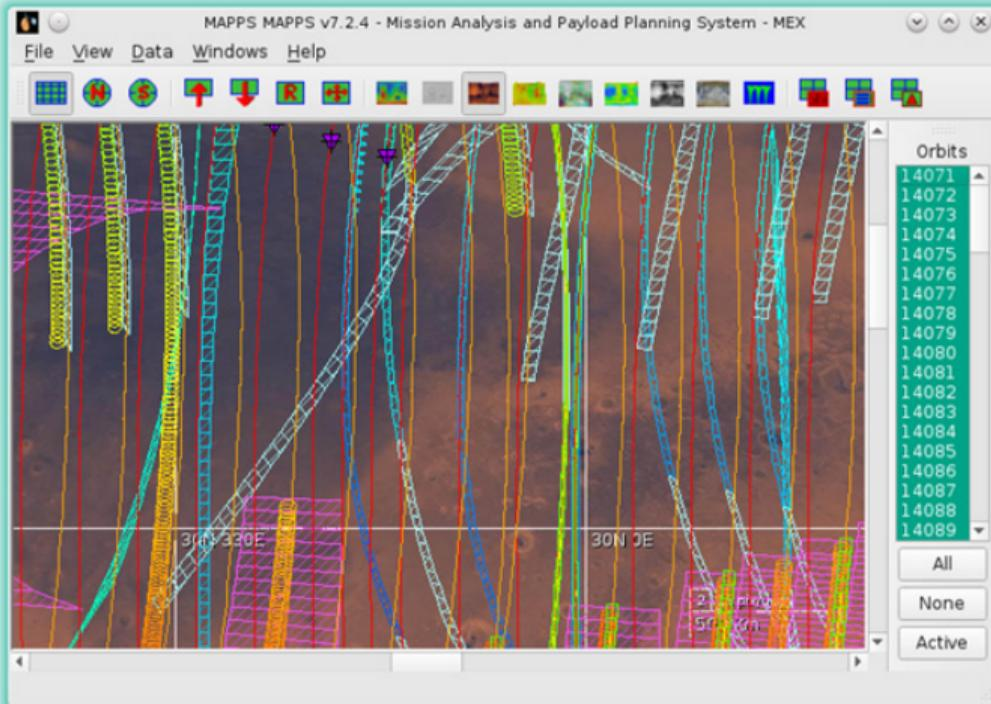 MAPPS MAPPS v7.2.4 - Mission Analysis and Payload Planning System - MEX
File View Data Windows Help
N S R
Orbits
14071
14072
14073
14074
14075
14076
14077
14078
14079
14080
14081
14082
14083
14084
14085
14086
14087
14088
14089
30N 330E
30N 0E
All
None
Active